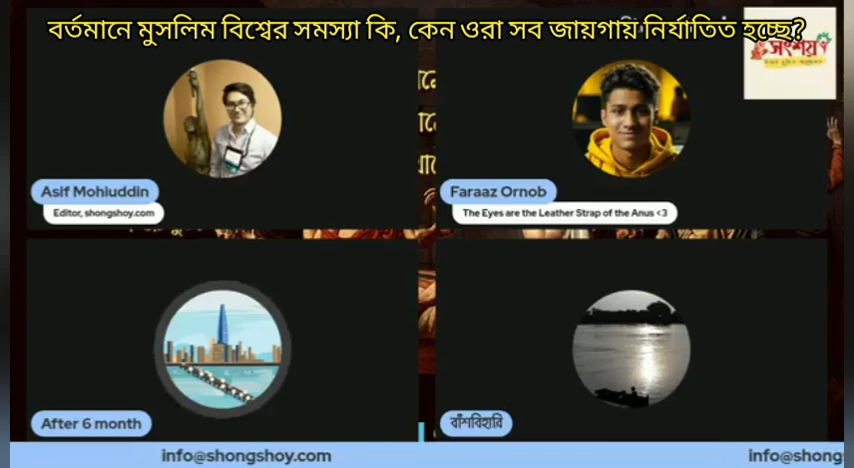 বর্তমানে মুসলিম বিশ্বের সমস্যা কি, কেন ওরা সব জায়গায় নির্যাতিত হচ্ছে?
সংশয়
Asif Mohiuddin
Editor, shongshoy.com
Faraaz Ornob
The Eyes are the Leather Strap of the Anus <3
After 6 month
বাঁশবিহারি
info@shongshoy.com
info@shong